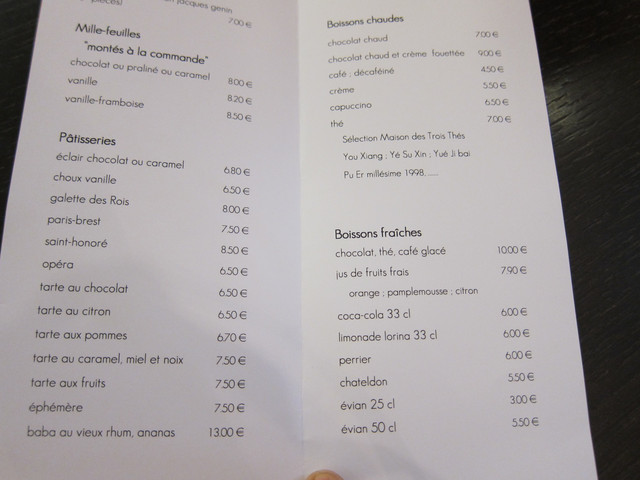 pièces)
jacques genin
7.00 €
Mille-feuilles
"montés à la commande"
chocolat ou praliné ou caramel 8.00 €
vanille 8.20 €
vanille-framboise 8.50 €
Pâtisseries
éclair chocolat ou caramel 6.80 €
choux vanille 6.50 €
galette des Rois 8.00 €
paris-brest 7.50 €
saint-honoré 8.50 €
opéra 6.50 €
tarte au chocolat 6.50 €
tarte au citron 6.50 €
tarte aux pommes 6.70 €
tarte au caramel, miel et noix 7.50 €
tarte aux fruits 7.50 €
éphémère 7.50 €
baba au vieux rhum, ananas 13.00 €
Boissons chaudes
chocolat chaud 7.00 €
chocolat chaud et crème fouettée 9.00 €
café ; décaféiné 4.50 €
crème 5.50 €
capuccino 6.50 €
thé 7.00 €
Sélection Maison des Trois Thés
You Xiang ; Yé Su Xin ; Yué Ji bai
Pu Er millésime 1998......
Boissons fraîches
chocolat, thé, café glacé 10.00 €
jus de fruits frais 7.90 €
orange ; pamplemousse ; citron
coca-cola 33 cl 6.00 €
limonade lorina 33 cl 6.00 €
perrier 6.00 €
chateldon 5.50 €
évian 25 cl 3.00 €
évian 50 cl 5.50 €